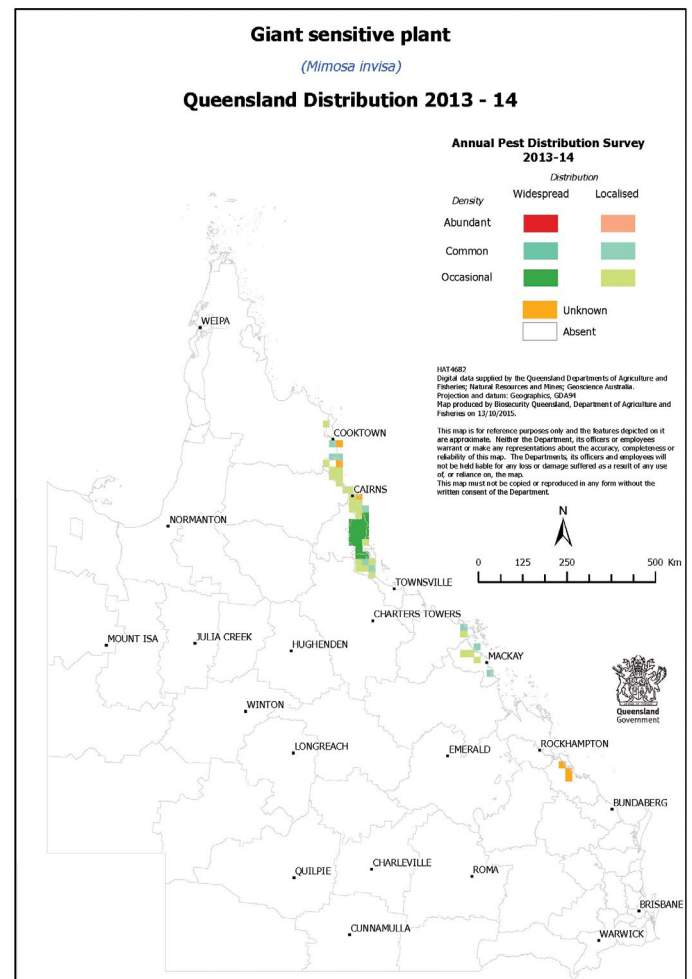 Giant sensitive plant
(Mimosa invisa)
Queensland Distribution 2013 - 14
Annual Pest Distribution Survey
2013-14
Distribution
Density Widespread Localised
Abundant
Common
Occasional
Unknown
Absent
HAT4682
Digital data supplied by the Queensland Departments of Agriculture and
Fisheries; Natural Resources and Mines; Geoscience Australia.
Projection and datum: Geographics, GDA94
Map produced by Biosecurity Queensland, Department of Agriculture and
Fisheries on 13/10/2015.
This map is for reference purposes only and the features depicted on it
are approximate. Neither the Department, its officers or employees
warrant or make any representations about the accuracy, completeness or
reliability of this map. The Departments, its officers and employees will
not be held liable for any loss or damage suffered as a result of any use
of, or reliance on, the map.
This map must not be copied or reproduced in any form without the
written consent of the Department.
N
0 125 250 500 Km
WEIPA
COOKTOWN
CAIRNS
NORMANTON
TOWNSVILLE
CHARTERS TOWERS
MOUNT ISA
JULIA CREEK
HUGHENDEN
MACKAY
Queensland
Government
WINTON
LONGREACH
EMERALD
ROCKHAMPTON
BUNDABERG
QUILPIE
CHARLEVILLE
ROMA
BRISBANE
CUNNAMULLA
WARWICK